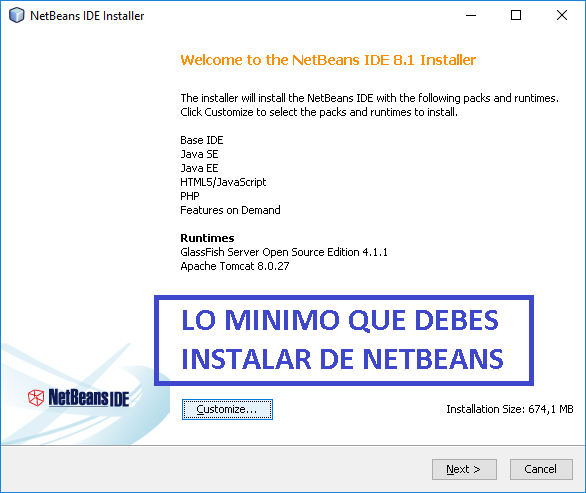 NetBeans IDE Installer
Welcome to the NetBeans IDE 8.1 Installer
The installer will install the NetBeans IDE with the following packs and runtimes.
Click Customize to select the packs and runtimes to install.
Base IDE
Java SE
Java EE
HTML5/JavaScript
PHP
Features on Demand
Runtimes
GlassFish Server Open Source Edition 4.1.1
Apache Tomcat 8.0.27
LO MINIMO QUE DEBES
INSTALAR DE NETBEANS
NetBeans IDE
Customize...
Installation Size: 674,1 MB
Next >
Cancel